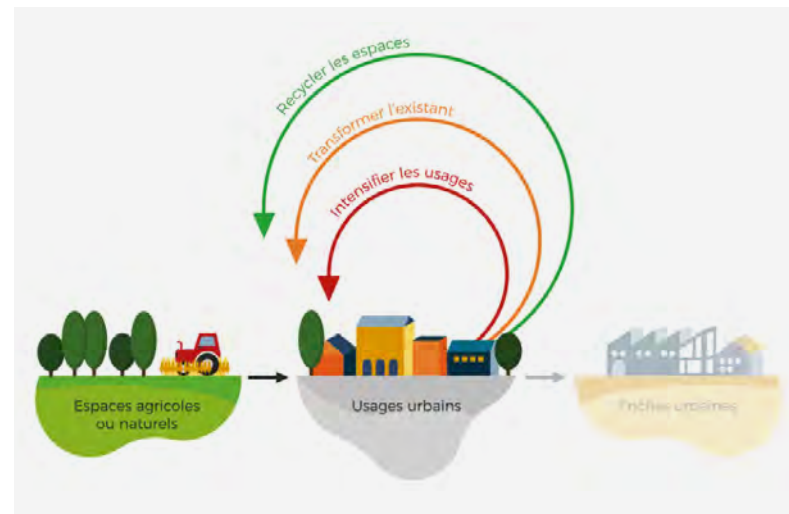 Recycler les espaces
Transformer l'existant
Intensifier les usages
Espaces agricoles
ou naturels
Usages urbains
Friches urbaines